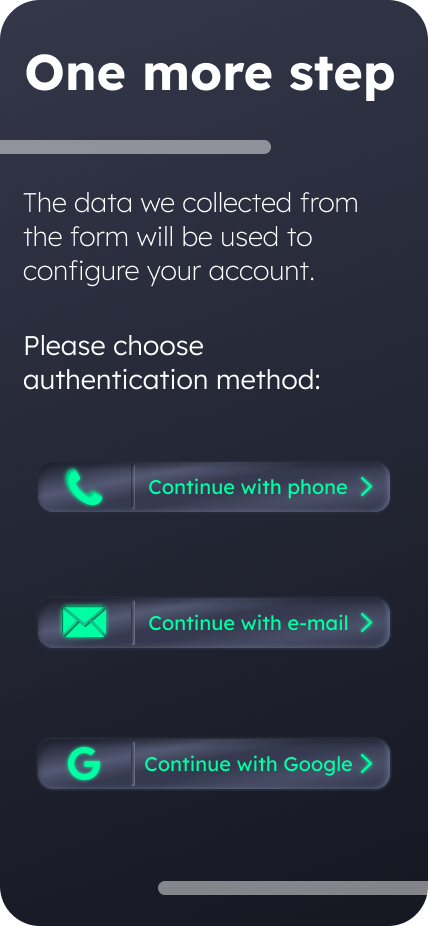 One more step
The data we collected from
the form will be used to
configure your account.
Please choose
authentication method:
Continue with phone
Continue with e-mail
Continue with Google